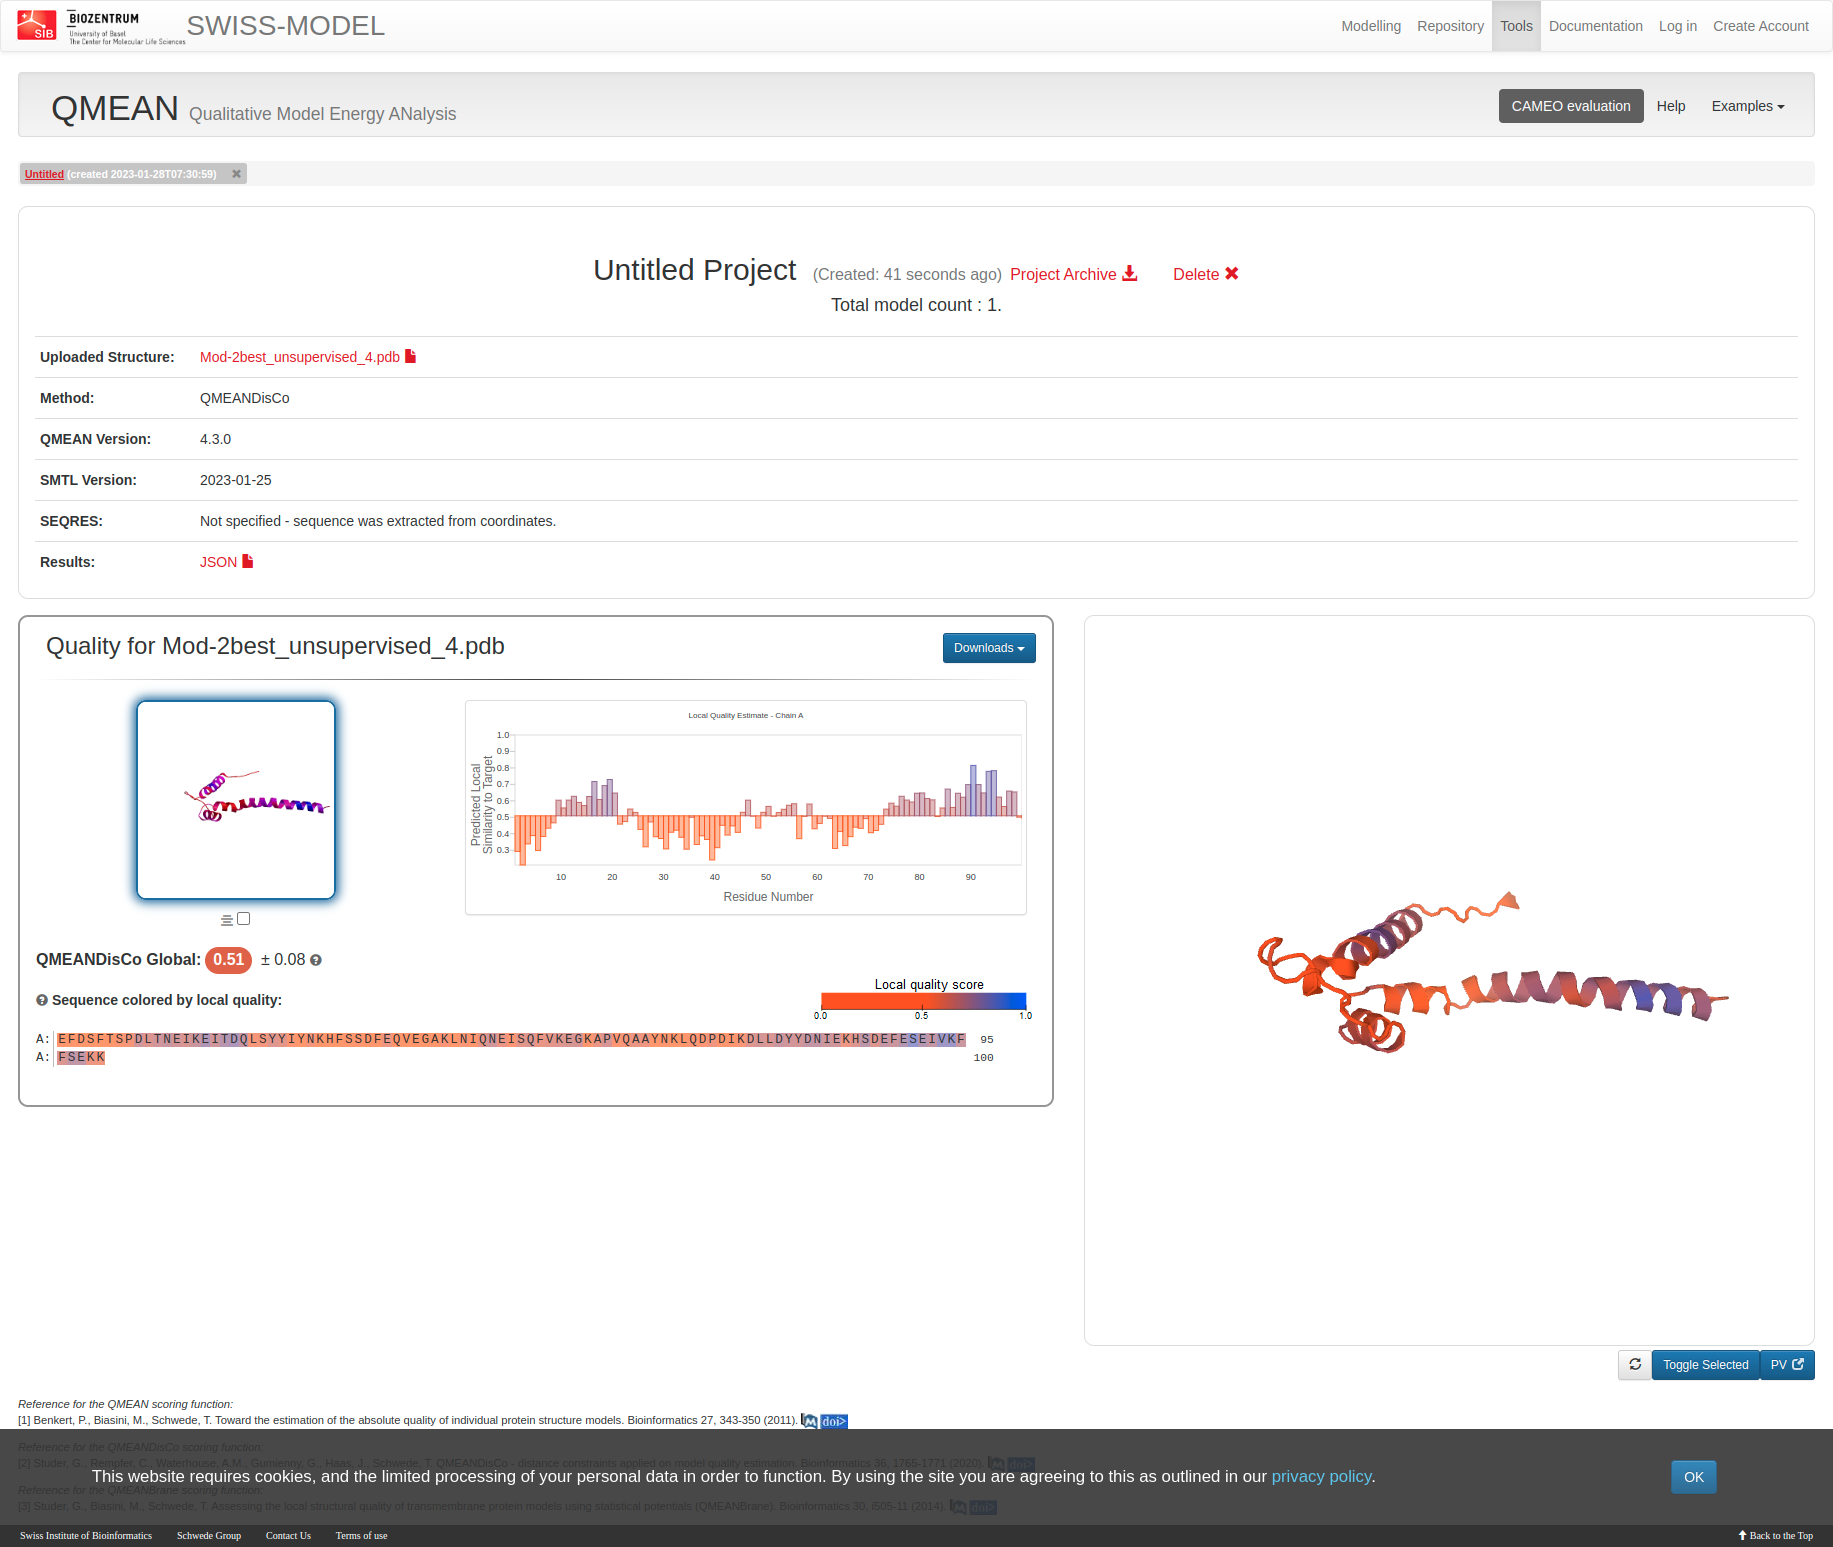 SIB
BIOZENTRUM
University of Basel
The Center for Molecular Life Sciences
SWISS-MODEL
Modelling Repository Tools Documentation Log in Create Account
QMEAN Qualitative Model Energy ANalysis
CAMEO evaluation Help Examples
Untitled (created 2023-01-28T07:30:59)
Untitled Project (Created: 41 seconds ago) Project Archive Delete
Total model count : 1.
Uploaded Structure: Mod-2best_unsupervised_4.pdb
Method: QMEANDisCo
QMEAN Version: 4.3.0
SMTL Version: 2023-01-25
SEQRES: Not specified - sequence was extracted from coordinates.
Results: JSON
Quality for Mod-2best_unsupervised_4.pdb
Downloads
Local Quality Estimate - Chain A
Predicted Local
Similarity to Target
1.0
0.9
0.8
0.7
0.6
0.5
0.4
0.3
10 20 30 40 50 60 70 80 90
Residue Number
QMEANDisCo Global: 0.51 ± 0.08
Sequence colored by local quality:
Local quality score
0.0 0.5 1.0
A: EFDSFTSPDLTNEIKEITDQLSYYIYNKHFSSDFEQVEGAKLNIQNEISQFVKEGKAPVQAAYNKLQDPDIKDLLDYYDNIEKHSDEFESEIVKF 95
A: FSEKK 100
Toggle Selected PV
Reference for the QMEAN scoring function:
[1] Benkert, P., Biasini, M., Schwede, T. Toward the estimation of the absolute quality of individual protein structure models. Bioinformatics 27, 343-350 (2011). M doi>
Reference for the QMEANDisCo scoring function:
[2] Studer, G., Rempfer, C., Waterhouse, A.M., Gumienny, G., Haas, J., Schwede, T. QMEANDisCo - distance constraints applied on model quality estimation. Bioinformatics 36, 1765-1771 (2020). M doi>
This website requires cookies, and the limited processing of your personal data in order to function. By using the site you are agreeing to this as outlined in our privacy policy.
OK
Reference for the QMEANBrane scoring function:
[3] Studer, G., Biasini, M., Schwede, T. Assessing the local structural quality of transmembrane protein models using statistical potentials (QMEANBrane). Bioinformatics 30, i505-11 (2014). M doi>
Swiss Institute of Bioinformatics Schwede Group Contact Us Terms of use
Back to the Top